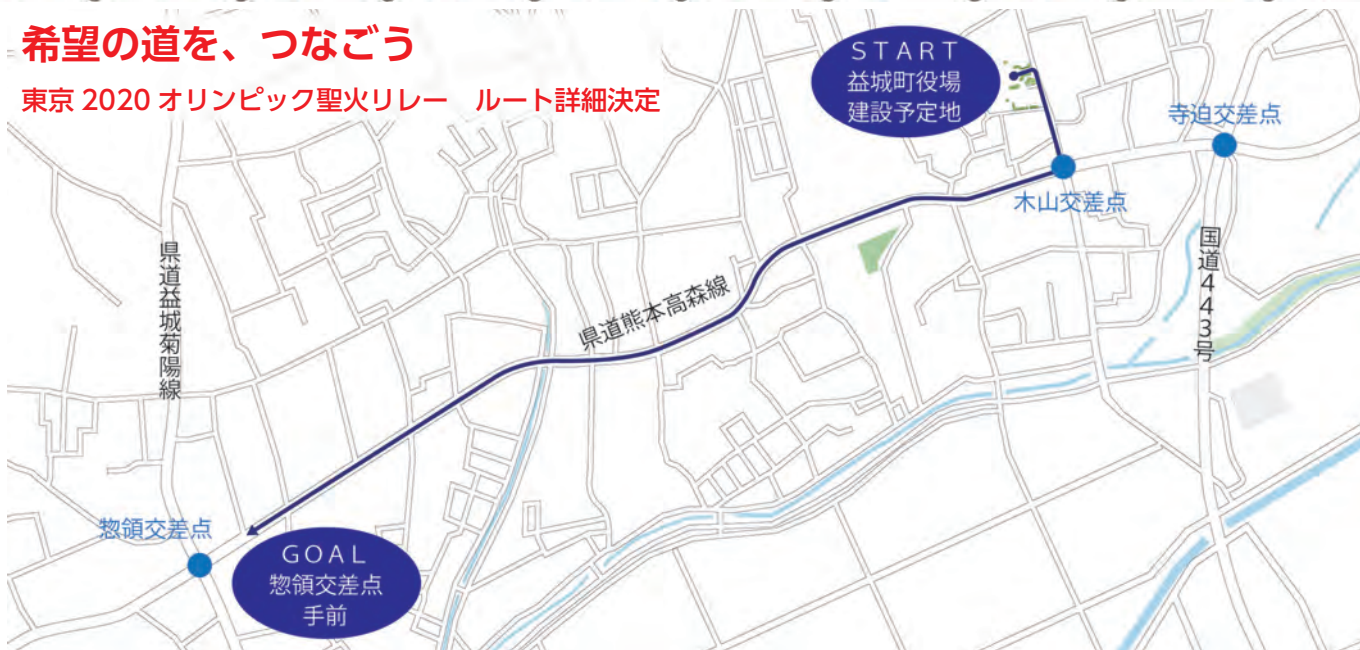 希望の道を、つなごう
東京 2020 オリンピック聖火リレー　ルート詳細決定
START
益城町役場
建設予定地
寺迫交差点
木山交差点
国道443号
県道熊本高森線
県道益城菊陽線
惣領交差点
GOAL
惣領交差点
手前